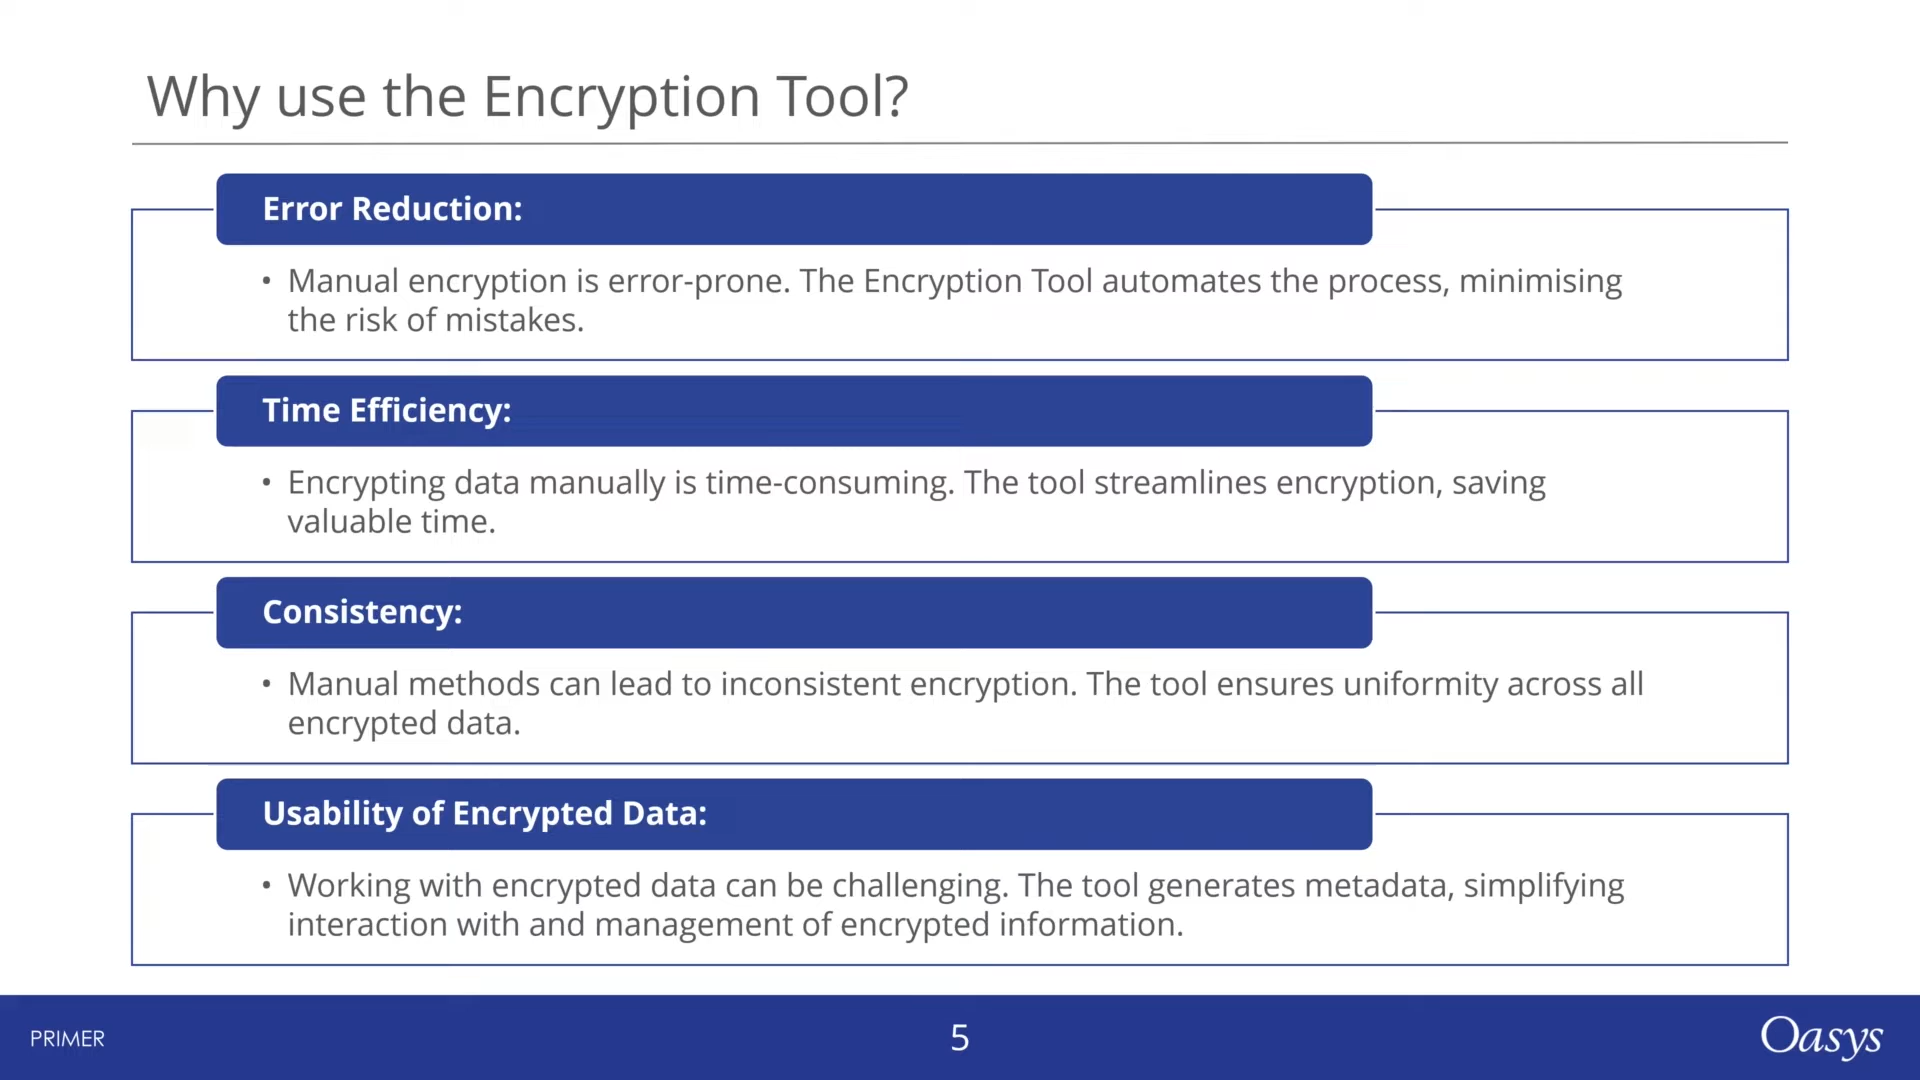 Why use the Encryption Tool?
Error Reduction:
• Manual encryption is error-prone. The Encryption Tool automates the process, minimising
the risk of mistakes.
Time Efficiency:
• Encrypting data manually is time-consuming. The tool streamlines encryption, saving
valuable time.
Consistency:
• Manual methods can lead to inconsistent encryption. The tool ensures uniformity across all
encrypted data.
Usability of Encrypted Data:
• Working with encrypted data can be challenging. The tool generates metadata, simplifying
interaction with and management of encrypted information.
PRIMER
5
Oasys